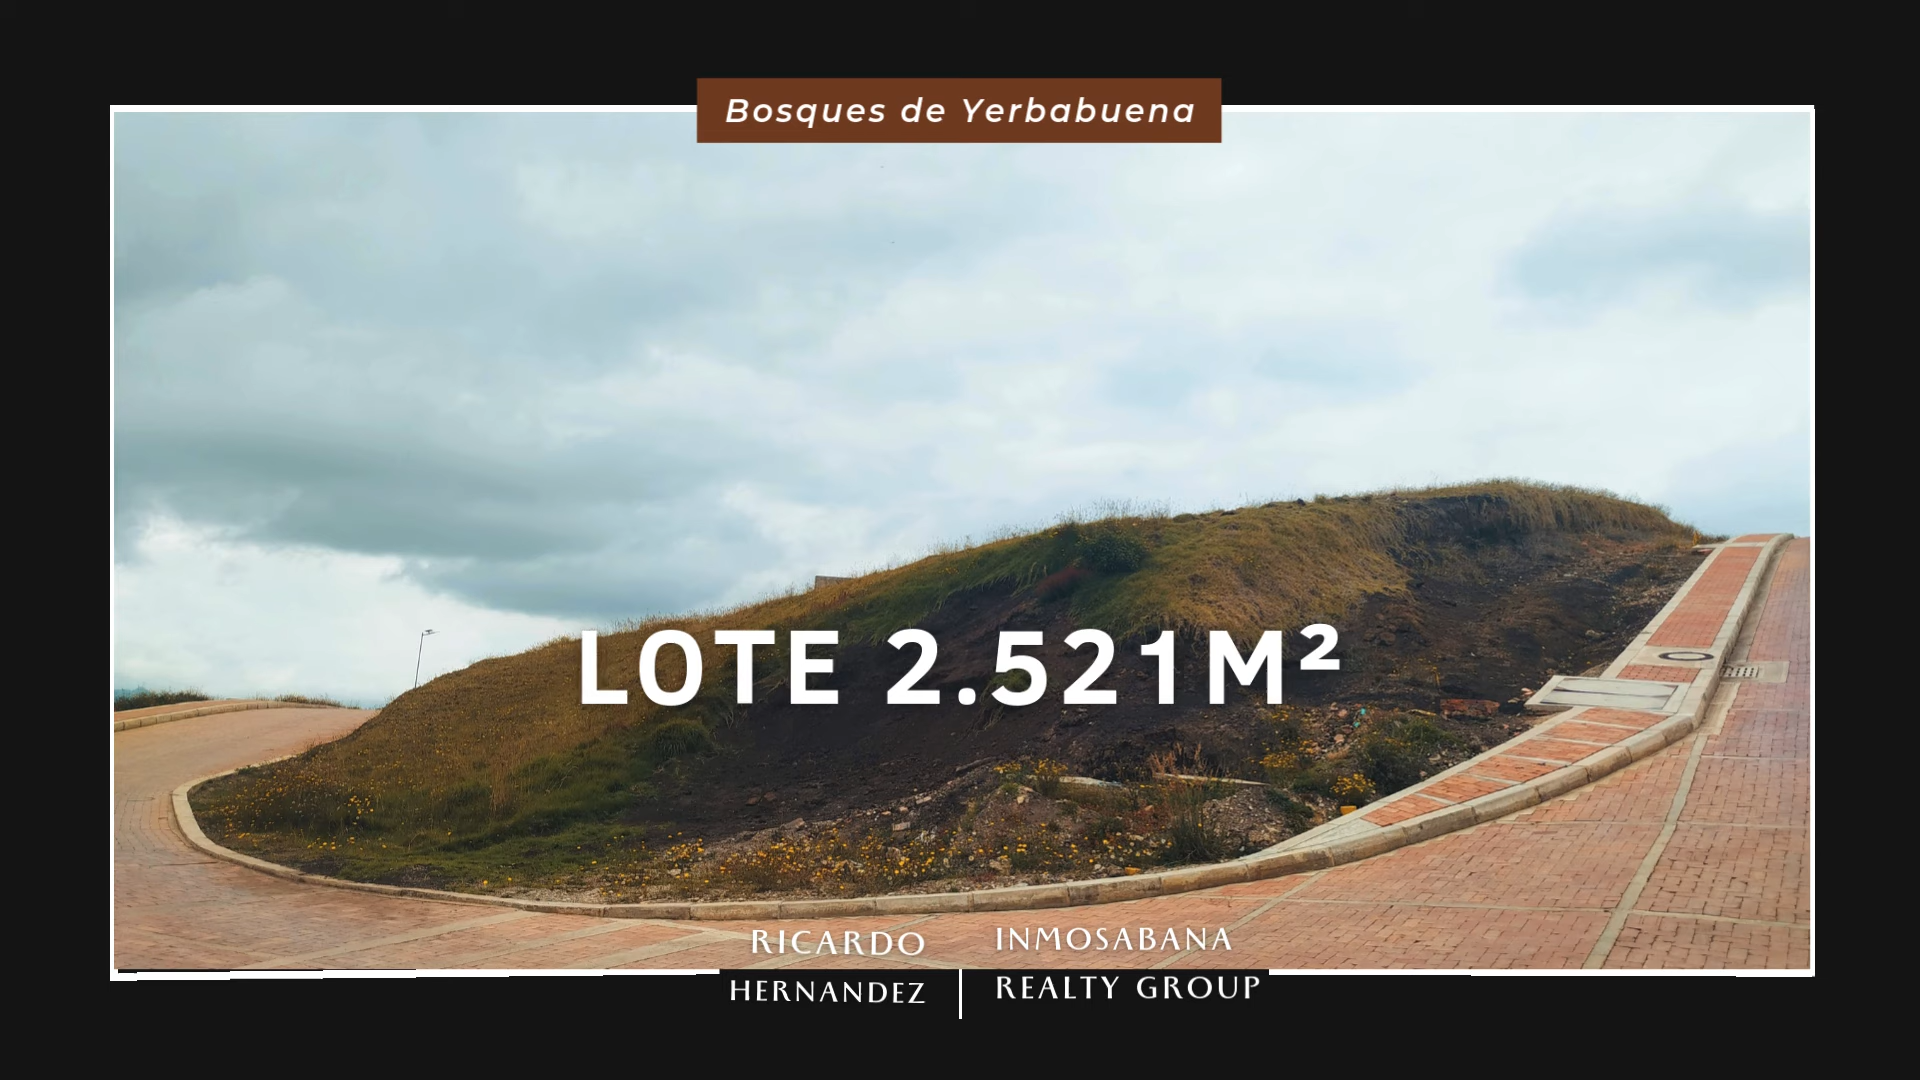 Bosques de Yerbabuena
LOTE 2.521M²
RICARDO
HERNANDEZ
INMOSABANA
REALTY GROUP